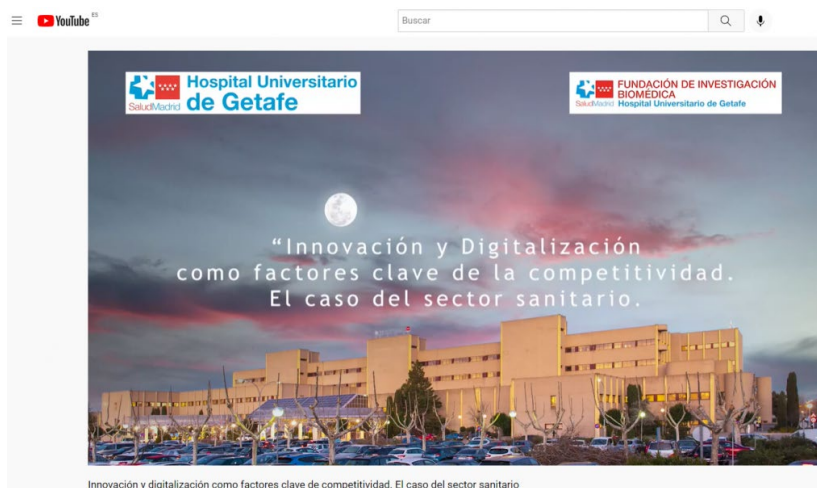 YouTube ES
Buscar
Hospital Universitario
de Getafe
SaludMadrid
FUNDACIÓN DE INVESTIGACIÓN
BIOMÉDICA
SaludMadrid Hospital Universitario de Getafe
“Innovación y Digitalización
como factores clave de la competitividad.
El caso del sector sanitario.
Innovación y digitalización como factores clave de competitividad. El caso del sector sanitario